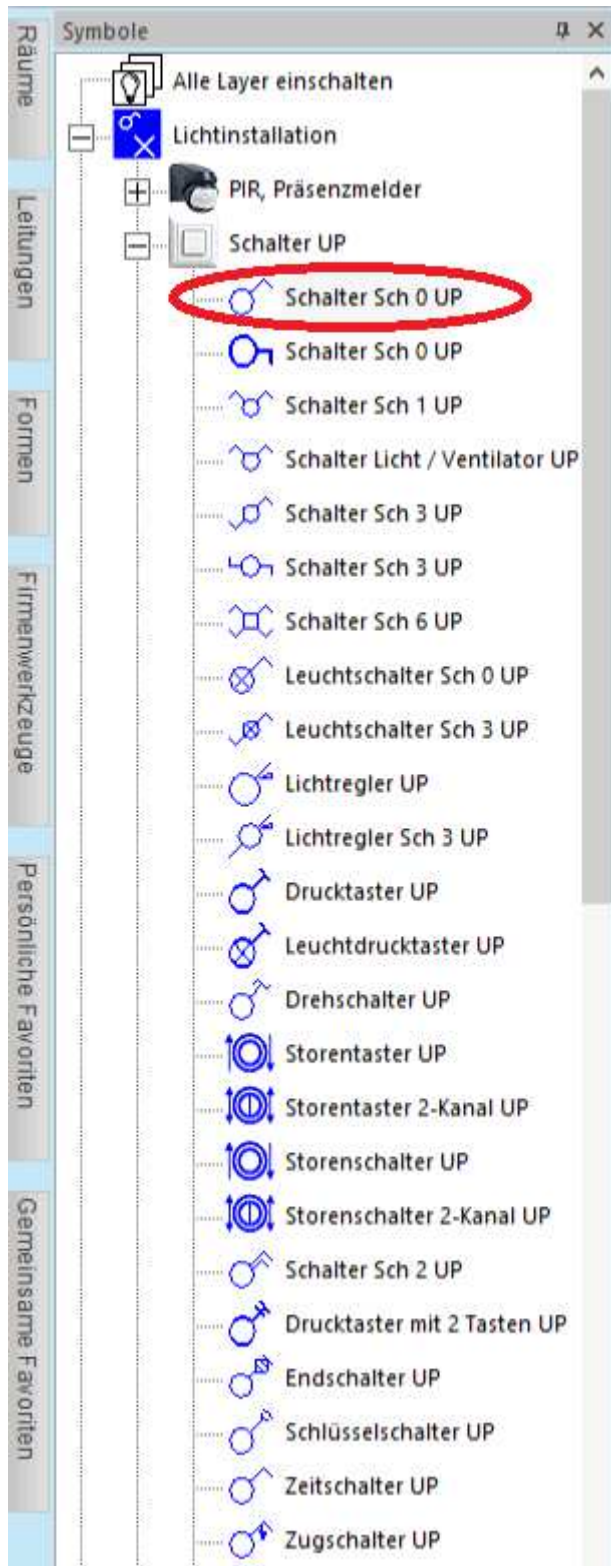 Symbole
Räume
Leitungen
Formen
Firmenwerkzeuge
Persönliche Favoriten
Gemeinsame Favoriten
Alle Layer einschalten
Lichtinstallation
PIR, Präsenzmelder
Schalter UP
Schalter Sch 0 UP
Schalter Sch 0 UP
Schalter Sch 1 UP
Schalter Licht / Ventilator UP
Schalter Sch 3 UP
Schalter Sch 3 UP
Schalter Sch 6 UP
Leuchtschalter Sch 0 UP
Leuchtschalter Sch 3 UP
Lichtregler UP
Lichtregler Sch 3 UP
Drucktaster UP
Leuchtdrucktaster UP
Drehschalter UP
Storentaster UP
Storentaster 2-Kanal UP
Storenschalter UP
Storenschalter 2-Kanal UP
Schalter Sch 2 UP
Drucktaster mit 2 Tasten UP
Endschalter UP
Schlüsselschalter UP
Zeitschalter UP
Zugschalter UP